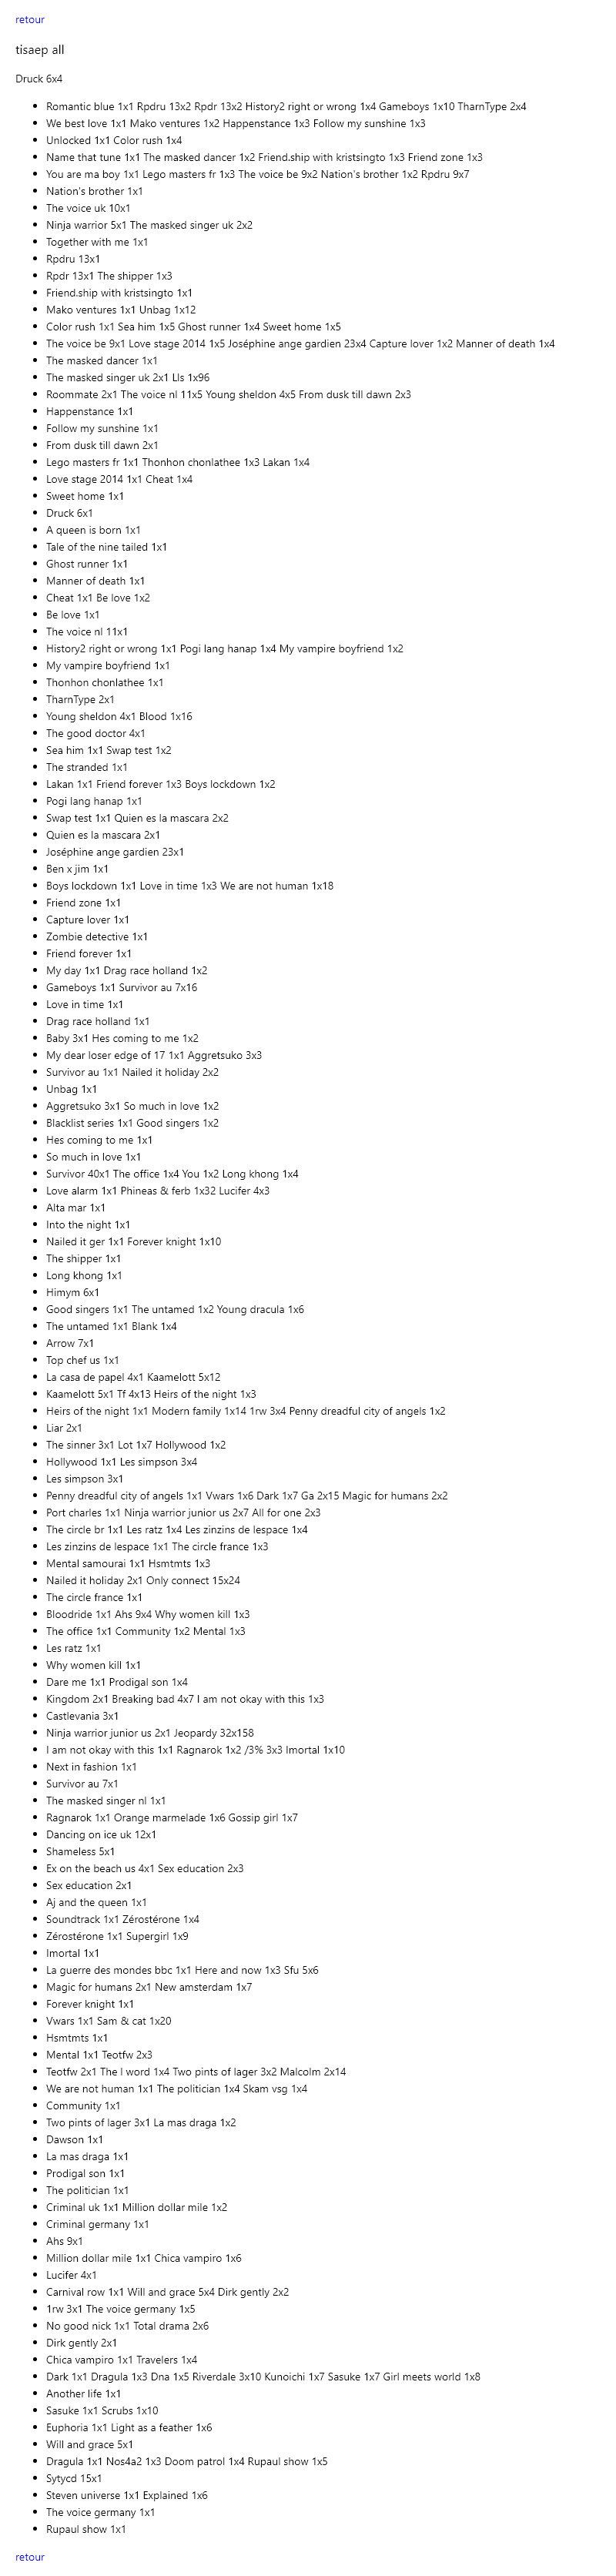 retour
tisaep all
Druck 6x4
Romantic blue 1x1 Rpdru 13x2 Rpdr 13x2 History2 right or wrong 1x4 Gameboys 1x10 TharnType 2x4
We best love 1x1 Mako ventures 1x2 Happenstance 1x3 Follow my sunshine 1x3
Unlocked 1x1 Color rush 1x4
Name that tune 1x1 The masked dancer 1x2 Friend.ship with kristsingto 1x3 Friend zone 1x3
You are ma boy 1x1 Lego masters fr 1x3 The voice be 9x2 Nation's brother 1x2 Rpdru 9x7
Nation's brother 1x1
The voice uk 10x1
Ninja warrior 5x1 The masked singer uk 2x2
Together with me 1x1
Rpdru 13x1
Rpdr 13x1 The shipper 1x3
Friend.ship with kristsingto 1x1
Mako ventures 1x1 Unbag 1x12
Color rush 1x1 Sea him 1x5 Ghost runner 1x4 Sweet home 1x5
The voice be 9x1 Love stage 2014 1x5 Joséphine ange gardien 23x4 Capture lover 1x2 Manner of death 1x4
The masked dancer 1x1
The masked singer uk 2x1 Lls 1x96
Roommate 2x1 The voice nl 11x5 Young sheldon 4x5 From dusk till dawn 2x3
Happenstance 1x1
Follow my sunshine 1x1
From dusk till dawn 2x1
Lego masters fr 1x1 Thonhon chonlathee 1x3 Lakan 1x4
Love stage 2014 1x1 Cheat 1x4
Sweet home 1x1
Druck 6x1
A queen is born 1x1
Tale of the nine tailed 1x1
Ghost runner 1x1
Manner of death 1x1
Cheat 1x1 Be love 1x2
Be love 1x1
The voice nl 11x1
History2 right or wrong 1x1 Pogi lang hanap 1x4 My vampire boyfriend 1x2
My vampire boyfriend 1x1
Thonhon chonlathee 1x1
TharnType 2x1
Young sheldon 4x1 Blood 1x16
The good doctor 4x1
Sea him 1x1 Swap test 1x2
The stranded 1x1
Lakan 1x1 Friend forever 1x3 Boys lockdown 1x2
Pogi lang hanap 1x1
Swap test 1x1 Quien es la mascara 2x2
Quien es la mascara 2x1
Joséphine ange gardien 23x1
Ben x jim 1x1
Boys lockdown 1x1 Love in time 1x3 We are not human 1x18
Friend zone 1x1
Capture lover 1x1
Zombie detective 1x1
Friend forever 1x1
My day 1x1 Drag race holland 1x2
Gameboys 1x1 Survivor au 7x16
Love in time 1x1
Drag race holland 1x1
Baby 3x1 Hes coming to me 1x2
My dear loser edge of 17 1x1 Aggretsuko 3x3
Survivor au 1x1 Nailed it holiday 2x2
Unbag 1x1
Aggretsuko 3x1 So much in love 1x2
Blacklist series 1x1 Good singers 1x2
Hes coming to me 1x1
So much in love 1x1
Survivor 40x1 The office 1x4 You 1x2 Long khong 1x4
Love alarm 1x1 Phineas & ferb 1x32 Lucifer 4x3
Alta mar 1x1
Into the night 1x1
Nailed it ger 1x1 Forever knight 1x10
The shipper 1x1
Long khong 1x1
Himym 6x1
Good singers 1x1 The untamed 1x2 Young dracula 1x6
The untamed 1x1 Blank 1x4
Arrow 7x1
Top chef us 1x1
La casa de papel 4x1 Kaamelott 5x12
Kaamelott 5x1 Tf 4x13 Heirs of the night 1x3
Heirs of the night 1x1 Modern family 1x14 1rw 3x4 Penny dreadful city of angels 1x2
Liar 2x1
The sinner 3x1 Lot 1x7 Hollywood 1x2
Hollywood 1x1 Les simpson 3x4
Les simpson 3x1
Penny dreadful city of angels 1x1 Vwars 1x6 Dark 1x7 Ga 2x15 Magic for humans 2x2
Port charles 1x1 Ninja warrior junior us 2x7 All for one 2x3
The circle br 1x1 Les ratz 1x4 Les zinzins de lespace 1x4
Les zinzins de lespace 1x1 The circle france 1x3
Mental samourai 1x1 Hsmtmts 1x3
Nailed it holiday 2x1 Only connect 15x24
The circle france 1x1
Bloodride 1x1 Ahs 9x4 Why women kill 1x3
The office 1x1 Community 1x2 Mental 1x3
Les ratz 1x1
Why women kill 1x1
Dare me 1x1 Prodigal son 1x4
Kingdom 2x1 Breaking bad 4x7 I am not okay with this 1x3
Castlevania 3x1
Ninja warrior junior us 2x1 Jeopardy 32x158
I am not okay with this 1x1 Ragnarok 1x2 /3% 3x3 Imortal 1x10
Next in fashion 1x1
Survivor au 7x1
The masked singer nl 1x1
Ragnarok 1x1 Orange marmelade 1x6 Gossip girl 1x7
Dancing on ice uk 12x1
Shameless 5x1
Ex on the beach us 4x1 Sex education 2x3
Sex education 2x1
Aj and the queen 1x1
Soundtrack 1x1 Zérostérone 1x4
Zérostérone 1x1 Supergirl 1x9
Imortal 1x1
La guerre des mondes bbc 1x1 Here and now 1x3 Sfu 5x6
Magic for humans 2x1 New amsterdam 1x7
Forever knight 1x1
Vwars 1x1 Sam & cat 1x20
Hsmtmts 1x1
Mental 1x1 Teotfw 2x3
Teotfw 2x1 The l word 1x4 Two pints of lager 3x2 Malcolm 2x14
We are not human 1x1 The politician 1x4 Skam vsg 1x4
Community 1x1
Two pints of lager 3x1 La mas draga 1x2
Dawson 1x1
La mas draga 1x1
Prodigal son 1x1
The politician 1x1
Criminal uk 1x1 Million dollar mile 1x2
Criminal germany 1x1
Ahs 9x1
Million dollar mile 1x1 Chica vampiro 1x6
Lucifer 4x1
Carnival row 1x1 Will and grace 5x4 Dirk gently 2x2
1rw 3x1 The voice germany 1x5
No good nick 1x1 Total drama 2x6
Dirk gently 2x1
Chica vampiro 1x1 Travelers 1x4
Dark 1x1 Dragula 1x3 Dna 1x5 Riverdale 3x10 Kunoichi 1x7 Sasuke 1x7 Girl meets world 1x8
Another life 1x1
Sasuke 1x1 Scrubs 1x10
Euphoria 1x1 Light as a feather 1x6
Will and grace 5x1
Dragula 1x1 Nos4a2 1x3 Doom patrol 1x4 Rupaul show 1x5
Sytycd 15x1
Steven universe 1x1 Explained 1x6
The voice germany 1x1
Rupaul show 1x1
retour